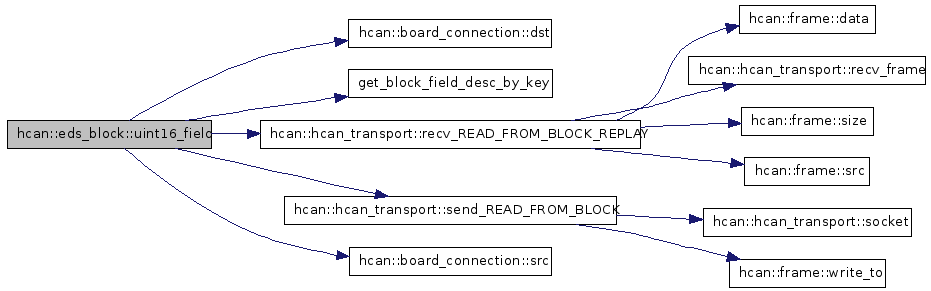 hcan::eds_block::uint16_field
hcan::board_connection::dst
get_block_field_desc_by_key
hcan::hcan_transport::recv_READ_FROM_BLOCK_REPLAY
hcan::hcan_transport::send_READ_FROM_BLOCK
hcan::board_connection::src
hcan::frame::data
hcan::hcan_transport::recv_frame
hcan::frame::size
hcan::frame::src
hcan::hcan_transport::socket
hcan::frame::write_to